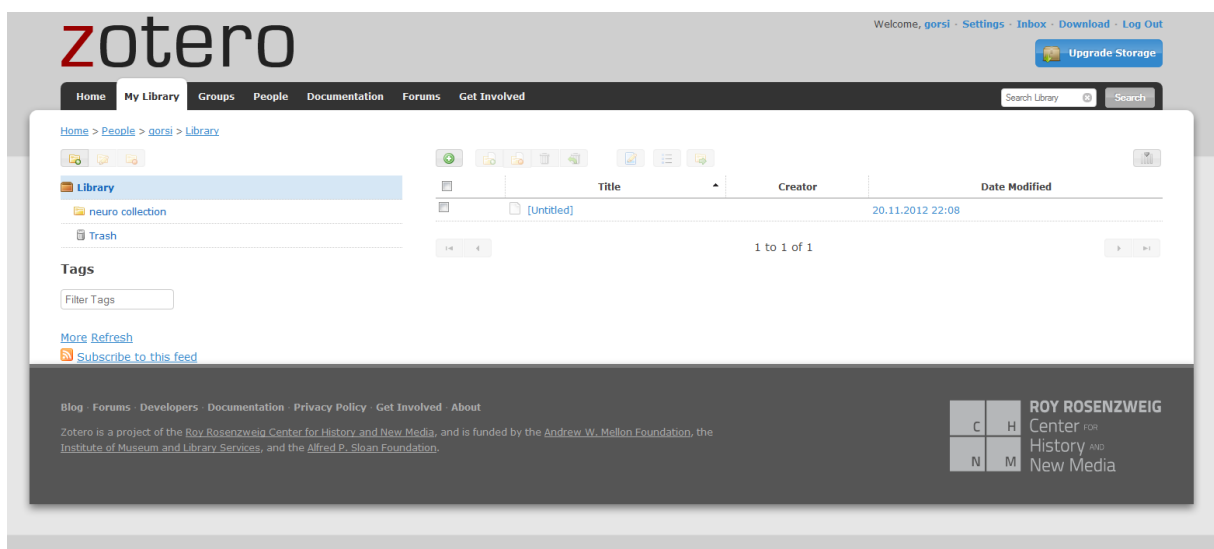 zotero
Welcome, gorsi · Settings · Inbox · Download · Log Out
Upgrade Storage
Home My Library Groups People Documentation Forums Get Involved
Search Library Search
Home > People > gorsi > Library
Library
neuro collection
Trash
Tags
Filter Tags
More Refresh
Subscribe to this feed
Title Creator Date Modified
[Untitled] 20.11.2012 22:08
1 to 1 of 1
Blog · Forums · Developers · Documentation · Privacy Policy · Get Involved · About
Zotero is a project of the Roy Rosenzweig Center for History and New Media, and is funded by the Andrew W. Mellon Foundation, the
Institute of Museum and Library Services, and the Alfred P. Sloan Foundation.
C H
N M
ROY ROSENZWEIG
Center FOR
History AND
New Media